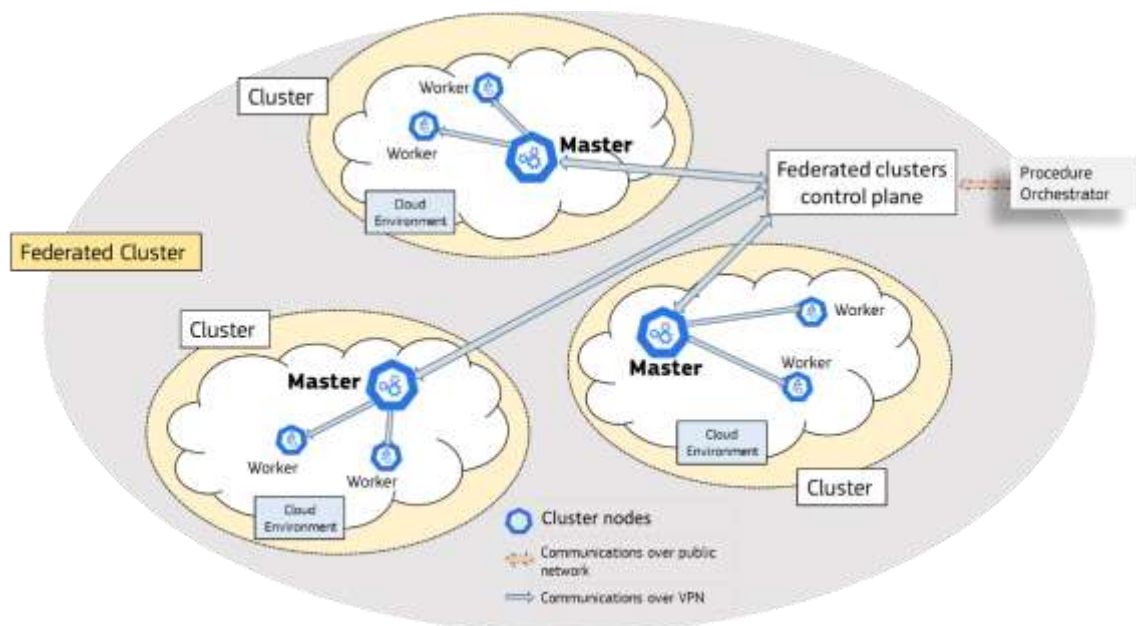 Cluster
Worker
Worker
Master
Cloud
Environment
Federated clusters
control plane
Procedure
Orchestrator
Federated Cluster
Cluster
Master
Worker
Worker
Cloud
Environment
Worker
Master
Worker
Cloud
Environment
Cluster
Cluster nodes
Communications over public
network
Communications over VPN